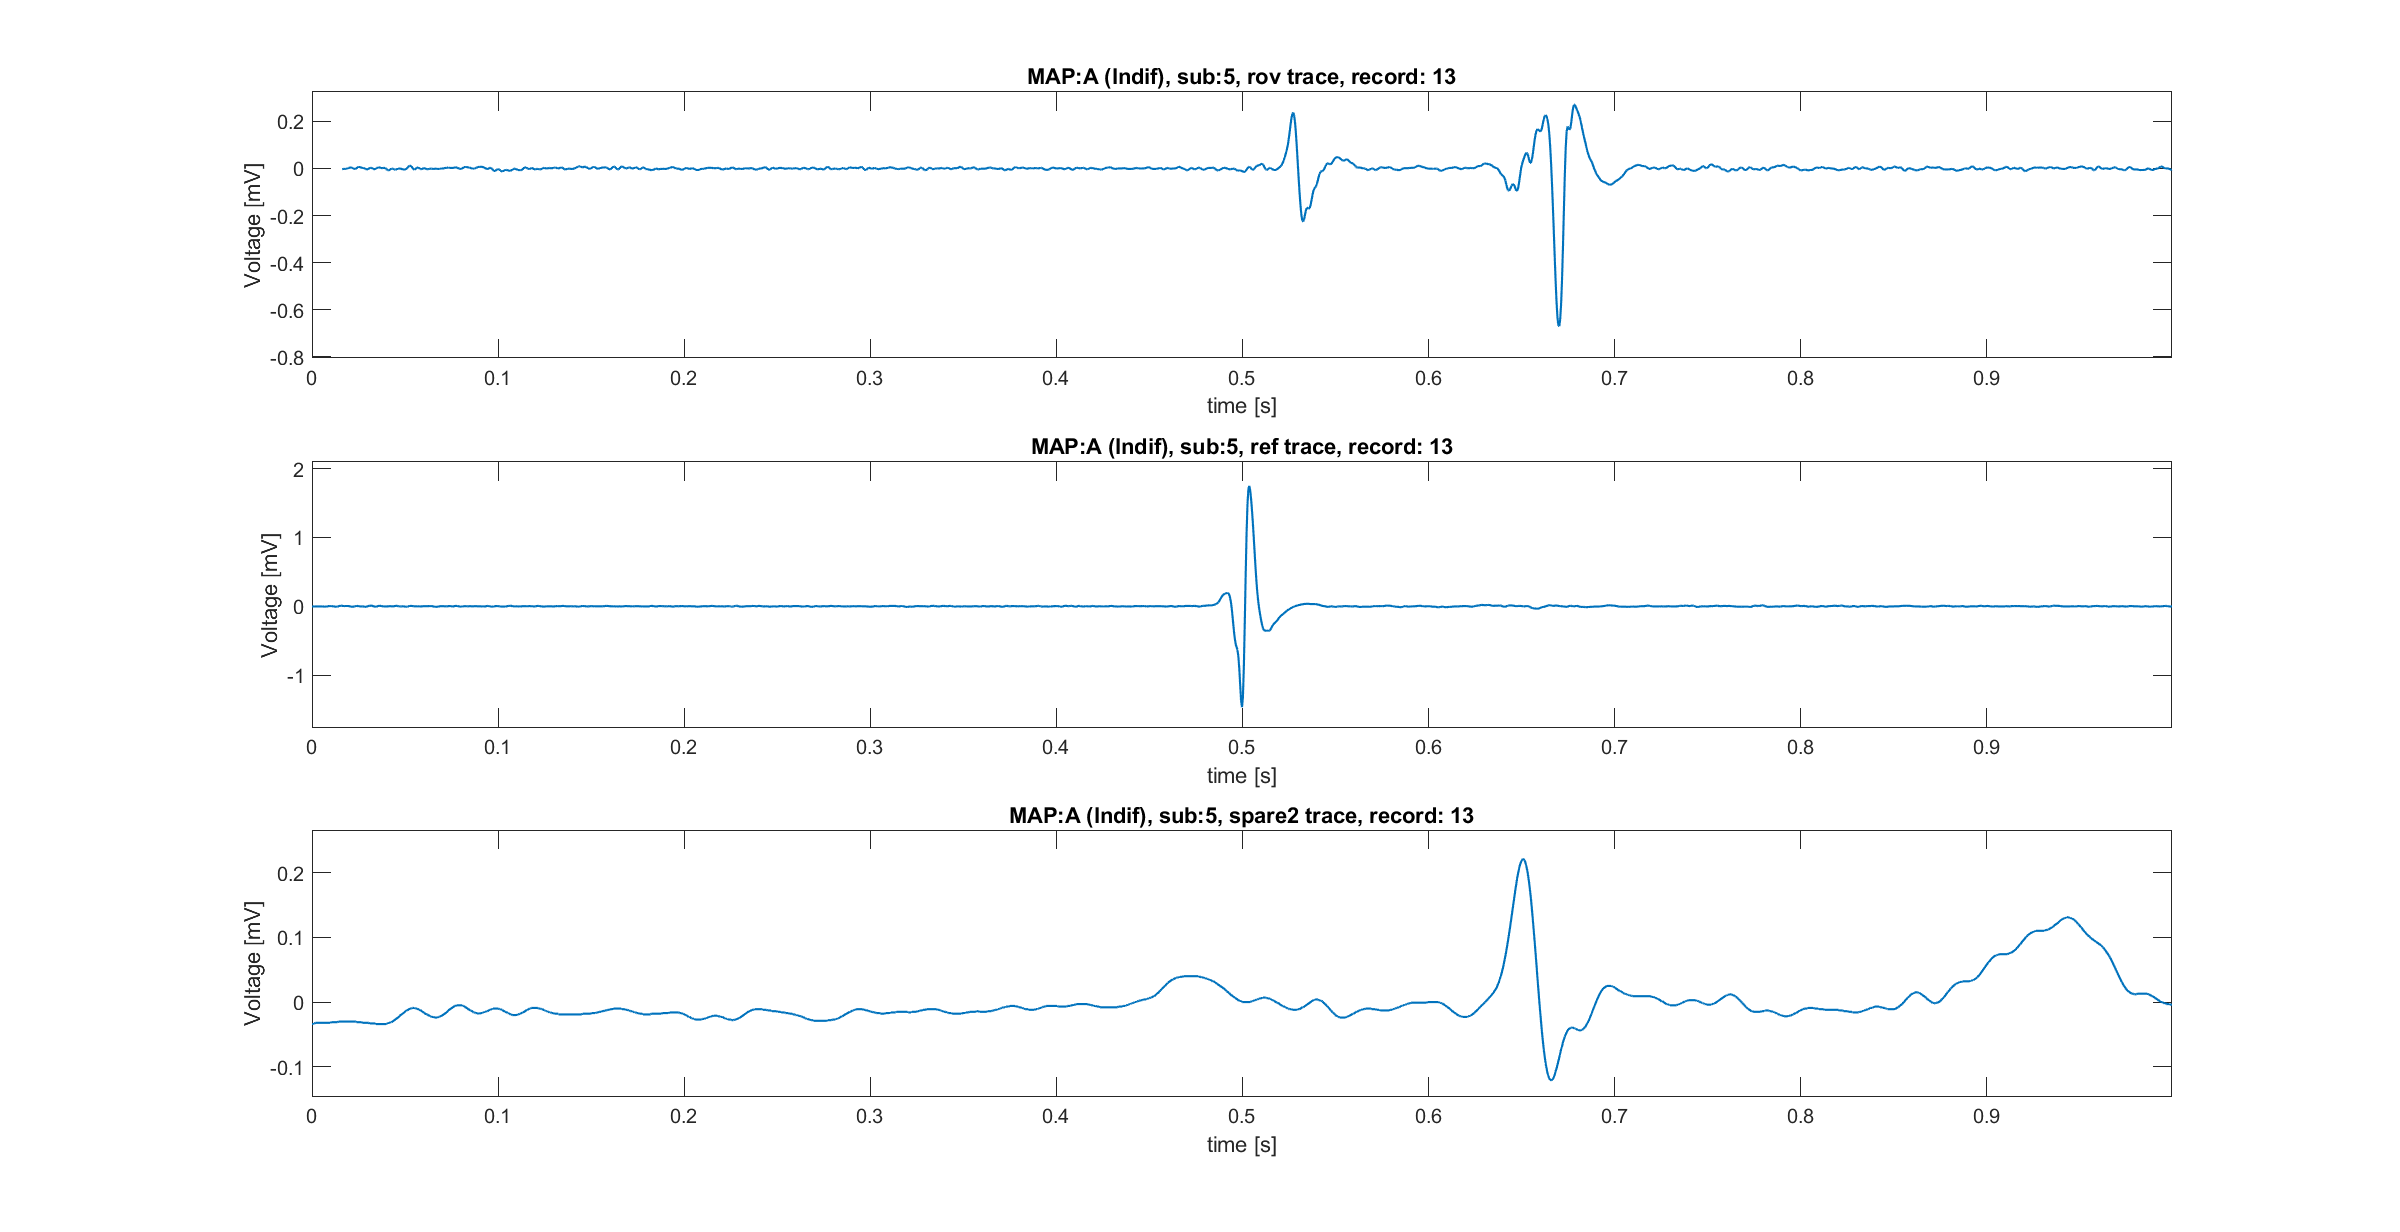 MAP:A (Indif), sub:5, rov trace, record: 13
Voltage [mV]
0.2
0
-0.2
-0.4
-0.6
-0.8
0 0.1 0.2 0.3 0.4 0.5 0.6 0.7 0.8 0.9
time [s]
MAP:A (Indif), sub:5, ref trace, record: 13
Voltage [mV]
2
1
0
-1
0 0.1 0.2 0.3 0.4 0.5 0.6 0.7 0.8 0.9
time [s]
MAP:A (Indif), sub:5, spare2 trace, record: 13
Voltage [mV]
0.2
0.1
0
-0.1
0 0.1 0.2 0.3 0.4 0.5 0.6 0.7 0.8 0.9
time [s]